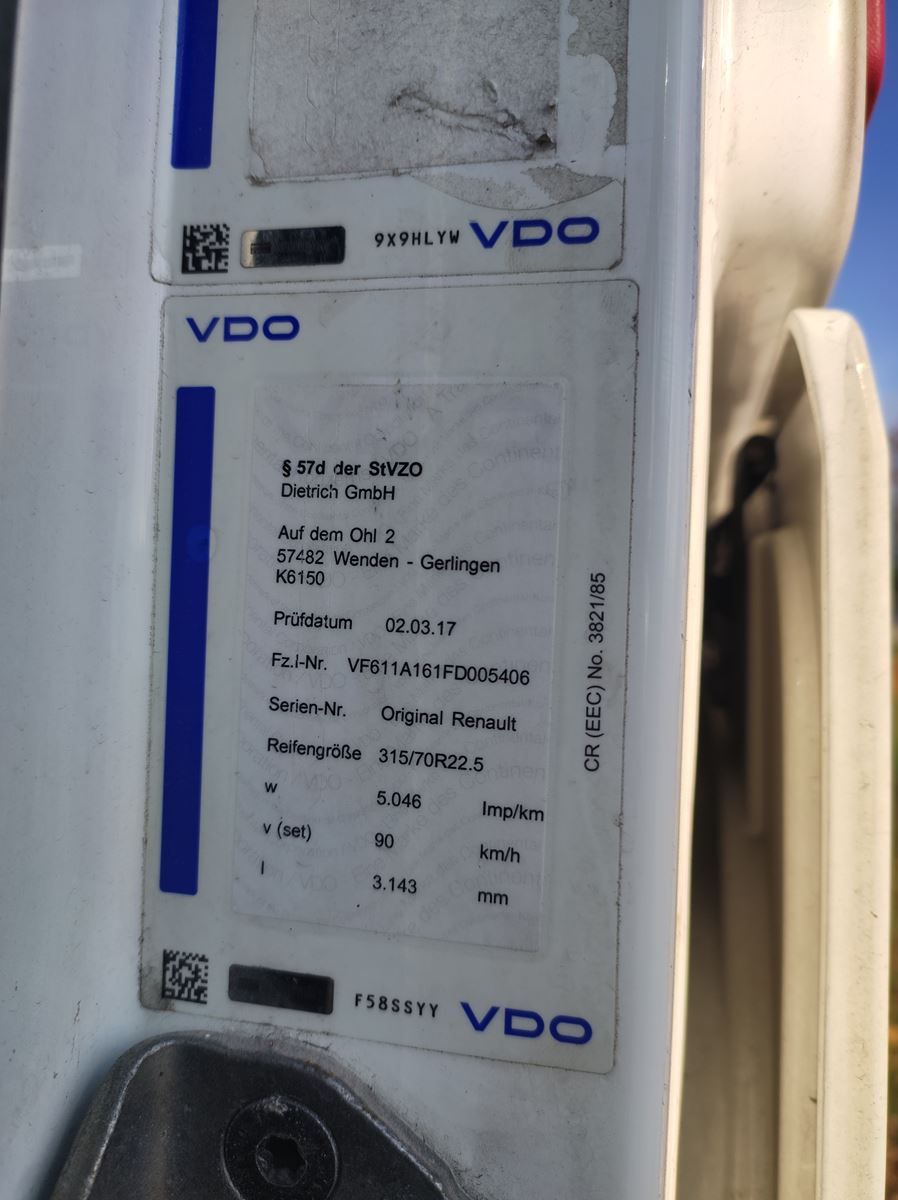 9X9HLYW VDO
VDO
§ 57d der StVZO
Dietrich GmbH
Auf dem Ohl 2
57482 Wenden - Gerlingen
K6150
Prüfdatum 02.03.17
Fz.I-Nr. VF611A161FD005406
Serien-Nr. Original Renault
Reifengröße 315/70R22.5
w 5.046 Imp/km
v (set) 90 km/h
l 3.143 mm
CR (EEC) No. 3821/85
F58SSYY VDO